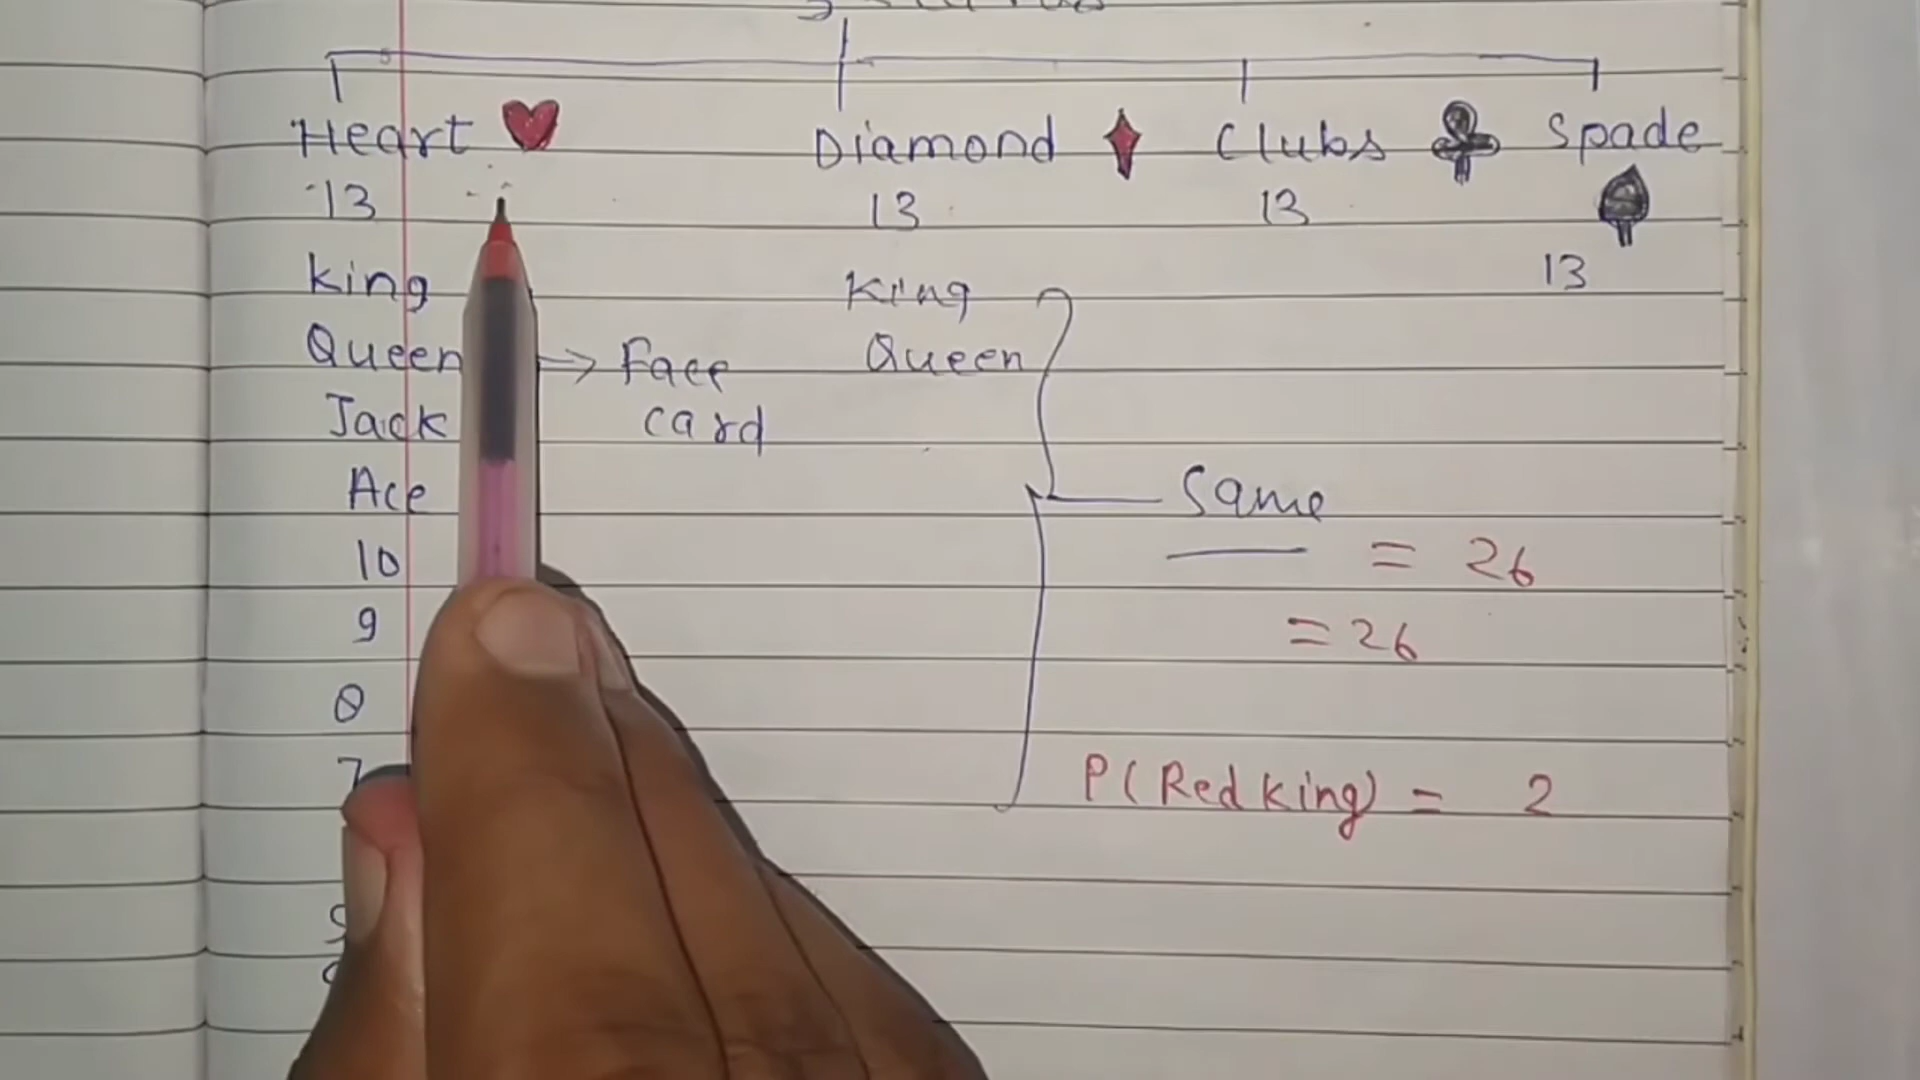 Heart Diamond Clubs Spade
13 13 13
13
king King
Queen → Face Queen
Jack card
Ace Same
10 = 26
9 = 26
8
7 P(Red king) = 2